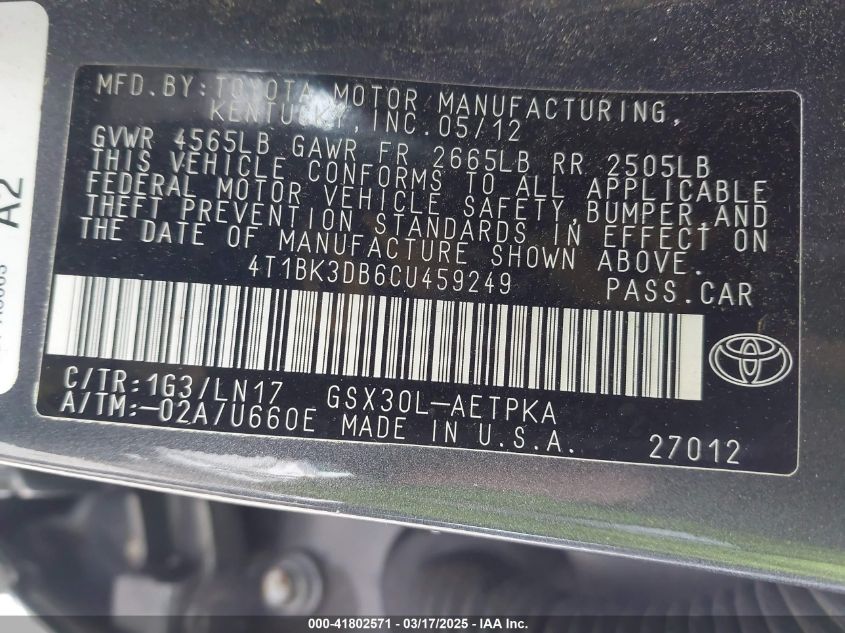 MFD.BY:TOYOTA MOTOR MANUFACTURING,
KENTUCKY,INC.05/12
GVWR 4565LB GAWR FR 2665LB RR 2505LB
THIS VEHICLE CONFORMS TO ALL APPLICABLE
FEDERAL MOTOR VEHICLE SAFETY,BUMPER,AND
THEFT PREVENTION STANDARDS IN EFFECT ON
THE DATE OF MANUFACTURE SHOWN ABOVE.
4T1BK3DB6CU459249 PASS.CAR
C/TR:1G3/LN17 GSX30L-AETPKA
A/TM:-02A/U660E MADE IN U.S.A. 27012
A2
000-41802571 - 03/17/2025 - IAA Inc.